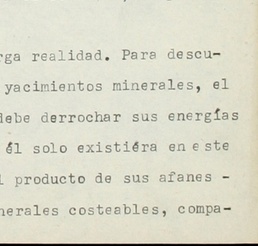 rga realidad. Para descu-
yacimientos minerales, el
debe derrochar sus energías
él solo existiéra en este
l producto de sus afanes -
nerales costeables, compa-